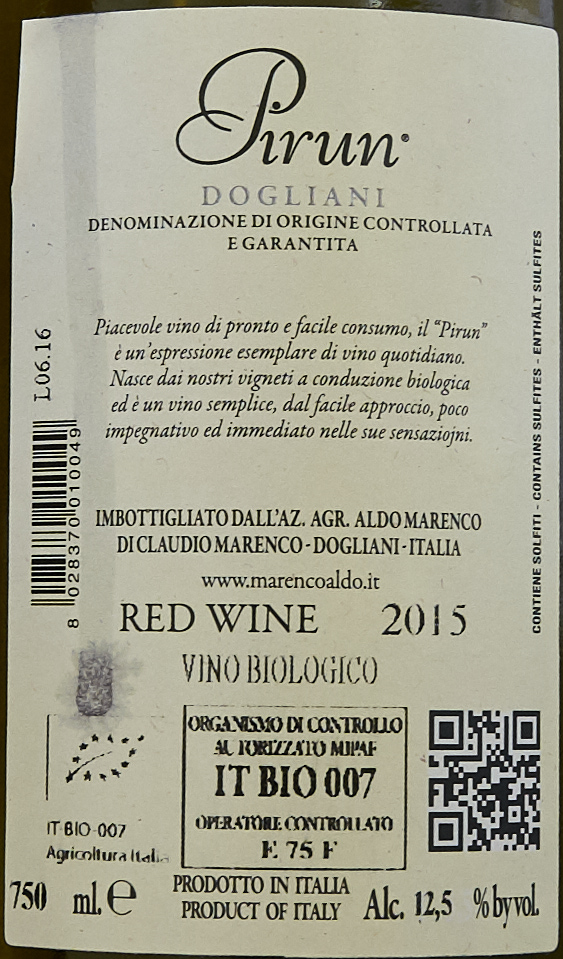 Pirun®
DOGLIANI
DENOMINAZIONE DI ORIGINE CONTROLLATA
E GARANTITA
Piacevole vino di pronto e facile consumo, il “Pirun”
è un’espressione esemplare di vino quotidiano.
Nasce dai nostri vigneti a conduzione biologica
ed è un vino semplice, dal facile approccio, poco
impegnativo ed immediato nelle sue sensaziojni.
L06.16
8 028370 010049
CONTIENE SOLFITI - CONTAINS SULFITES - ENTHÄLT SULFITES
IMBOTTIGLIATO DALL’AZ. AGR. ALDO MARENCO
DI CLAUDIO MARENCO - DOGLIANI - ITALIA
www.marencoaldo.it
RED WINE 2015
VINO BIOLOGICO
ORGANISMO DI CONTROLLO
AUTORIZZATO MIPAF
IT BIO 007
OPERATORE CONTROLLATO
E 75 F
IT-BIO-007
Agricoltura Italia
750 ml. e
PRODOTTO IN ITALIA
PRODUCT OF ITALY
Alc. 12,5 % by vol.